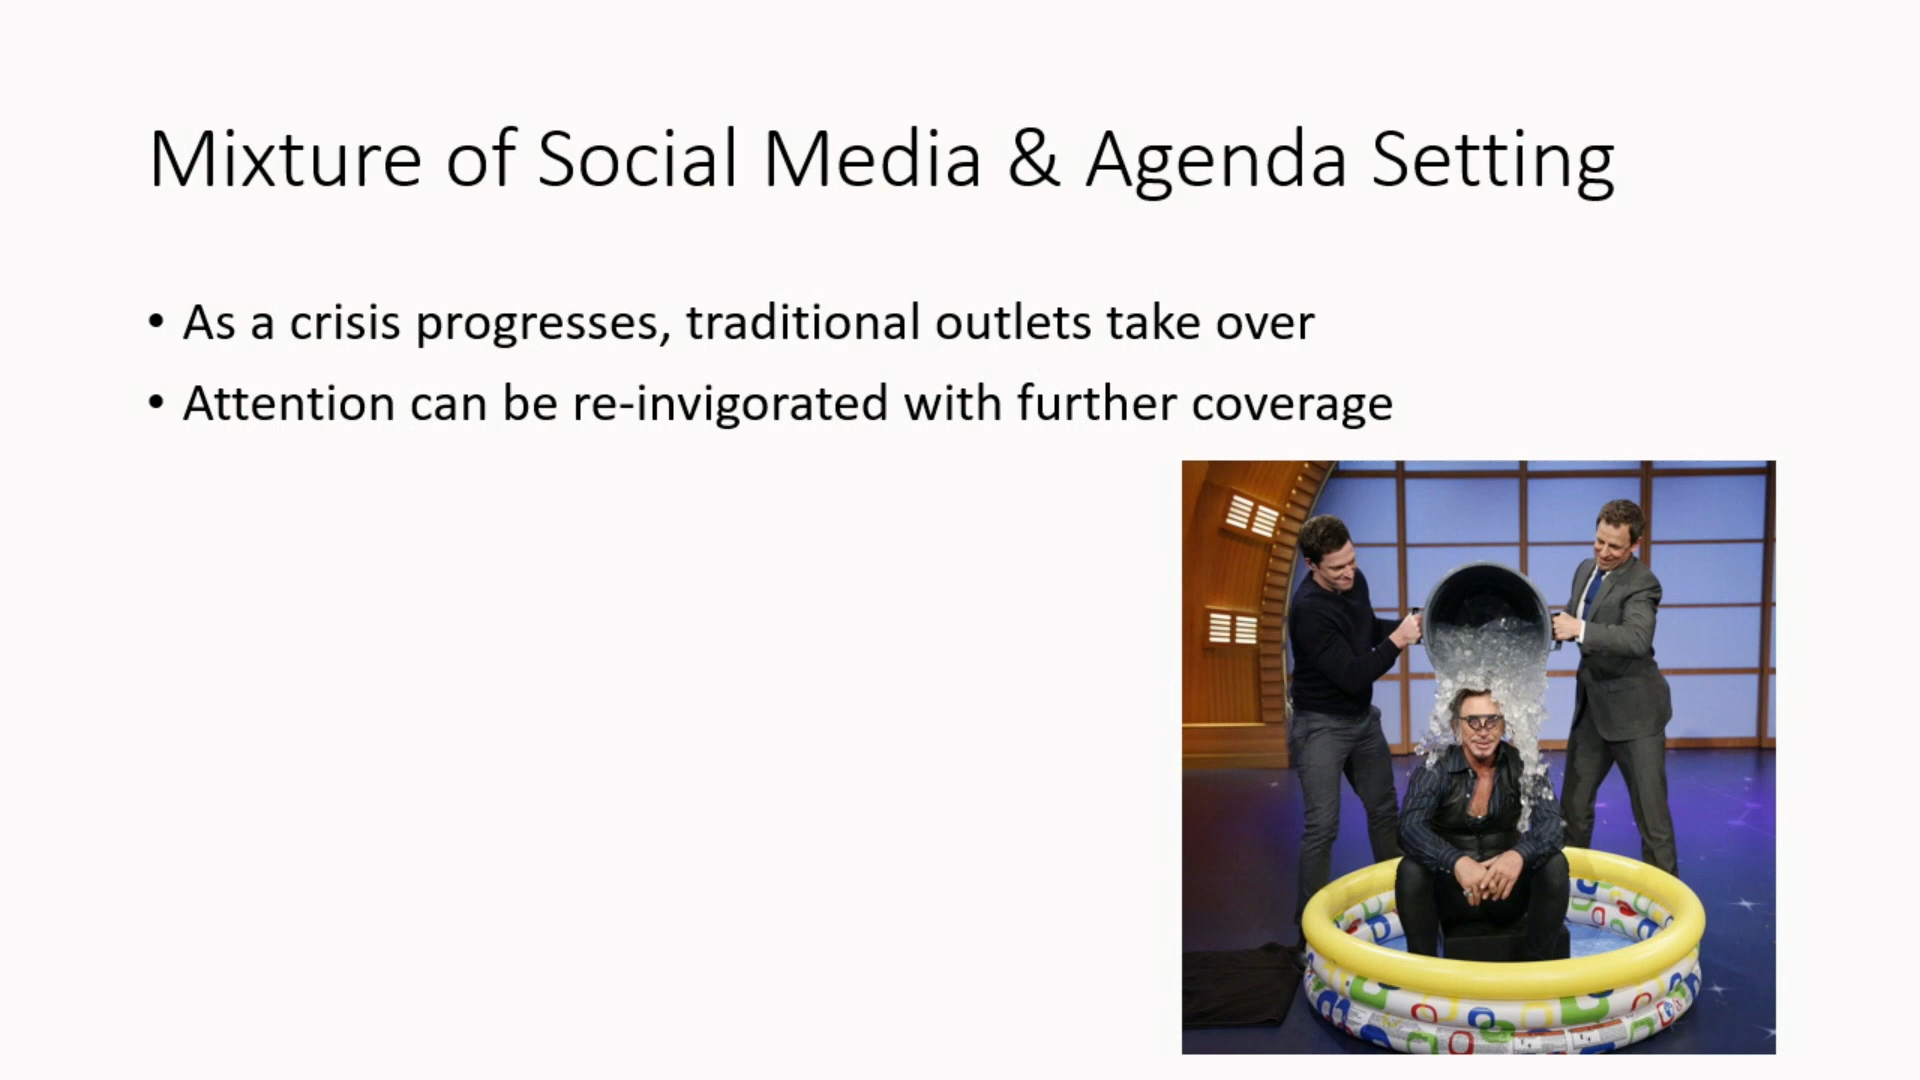 Mixture of Social Media & Agenda Setting
• As a crisis progresses, traditional outlets take over
• Attention can be re-invigorated with further coverage